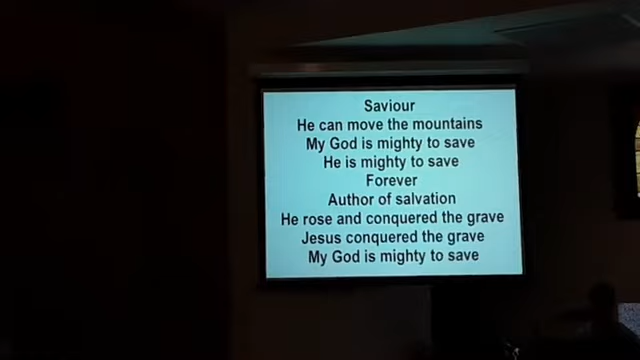 Saviour
He can move the mountains
My God is mighty to save
He is mighty to save
Forever
Author of salvation
He rose and conquered the grave
Jesus conquered the grave
My God is mighty to save